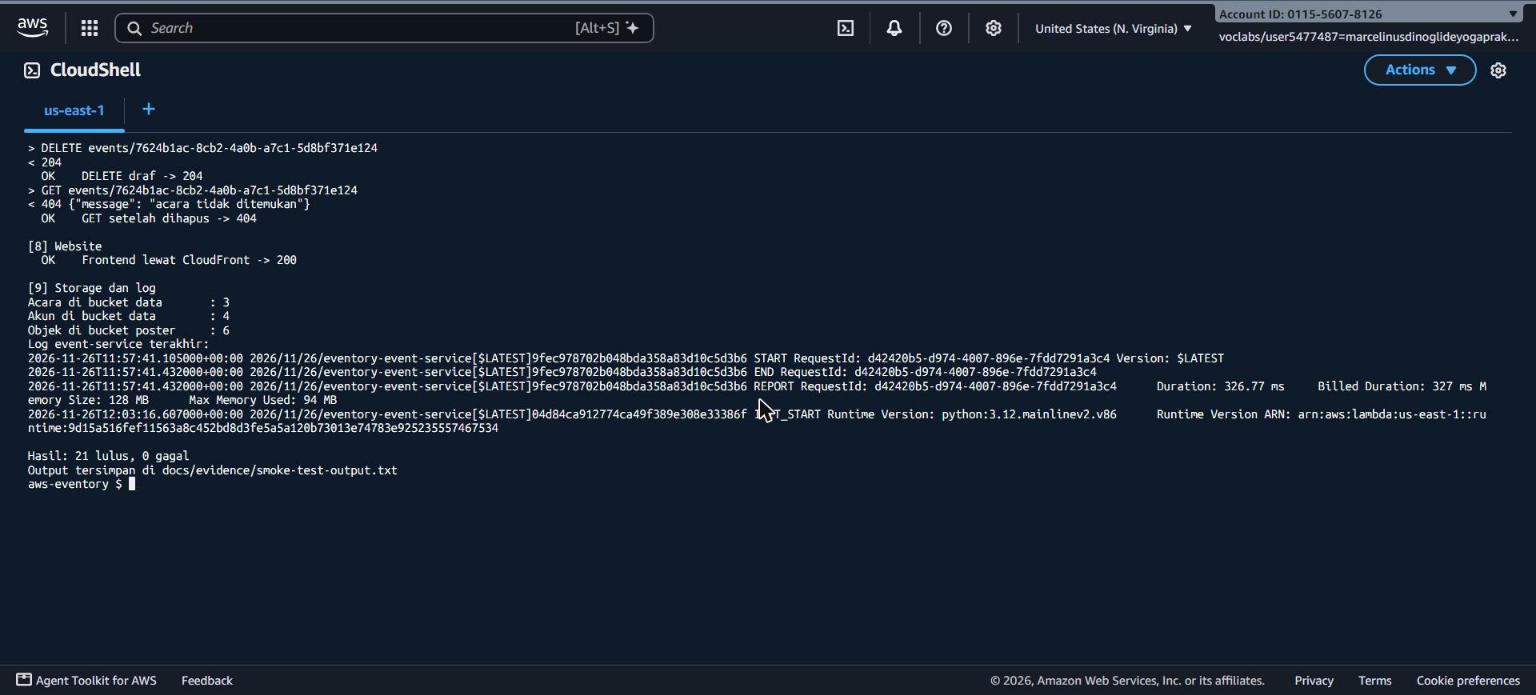 aws
Search
[Alt+S]
United States (N. Virginia)
Account ID: 0115-5607-8126
voclabs/user5477487=marcelinusdinoglideyogaprak...
CloudShell
Actions
us-east-1
+
> DELETE events/7624b1ac-8cb2-4a0b-a7c1-5d8bf371e124
< 204
OK DELETE draf -> 204
> GET events/7624b1ac-8cb2-4a0b-a7c1-5d8bf371e124
< 404 {"message": "acara tidak ditemukan"}
OK GET setelah dihapus -> 404
[8] Website
OK Frontend lewat CloudFront -> 200
[9] Storage dan log
Acara di bucket data : 3
Akun di bucket data : 4
Objek di bucket poster : 6
Log event-service terakhir:
2026-11-26T11:57:41.105000+00:00 2026/11/26/eventory-event-service[$LATEST]9fec978702b048bda358a83d10c5d3b6 START RequestId: d42420b5-d974-4007-896e-7fdd7291a3c4 Version: $LATEST
2026-11-26T11:57:41.432000+00:00 2026/11/26/eventory-event-service[$LATEST]9fec978702b048bda358a83d10c5d3b6 END RequestId: d42420b5-d974-4007-896e-7fdd7291a3c4
2026-11-26T11:57:41.432000+00:00 2026/11/26/eventory-event-service[$LATEST]9fec978702b048bda358a83d10c5d3b6 REPORT RequestId: d42420b5-d974-4007-896e-7fdd7291a3c4 Duration: 326.77 ms Billed Duration: 327 ms M
emory Size: 128 MB Max Memory Used: 94 MB
2026-11-26T12:03:16.607000+00:00 2026/11/26/eventory-event-service[$LATEST]04d84ca912774ca49f389e308e33386f Runtime Version: python:3.12.mainlinev2.v86 Runtime Version ARN: arn:aws:lambda:us-east-1::ru
ntime:9d15a516fef11563a8c452bd8d3fe5a5a120b73013e74783e925235557467534
Hasil: 21 lulus, 0 gagal
Output tersimpan di docs/evidence/smoke-test-output.txt
aws-eventory $
Agent Toolkit for AWS
Feedback
© 2026, Amazon Web Services, Inc. or its affiliates.
Privacy
Terms
Cookie preferences